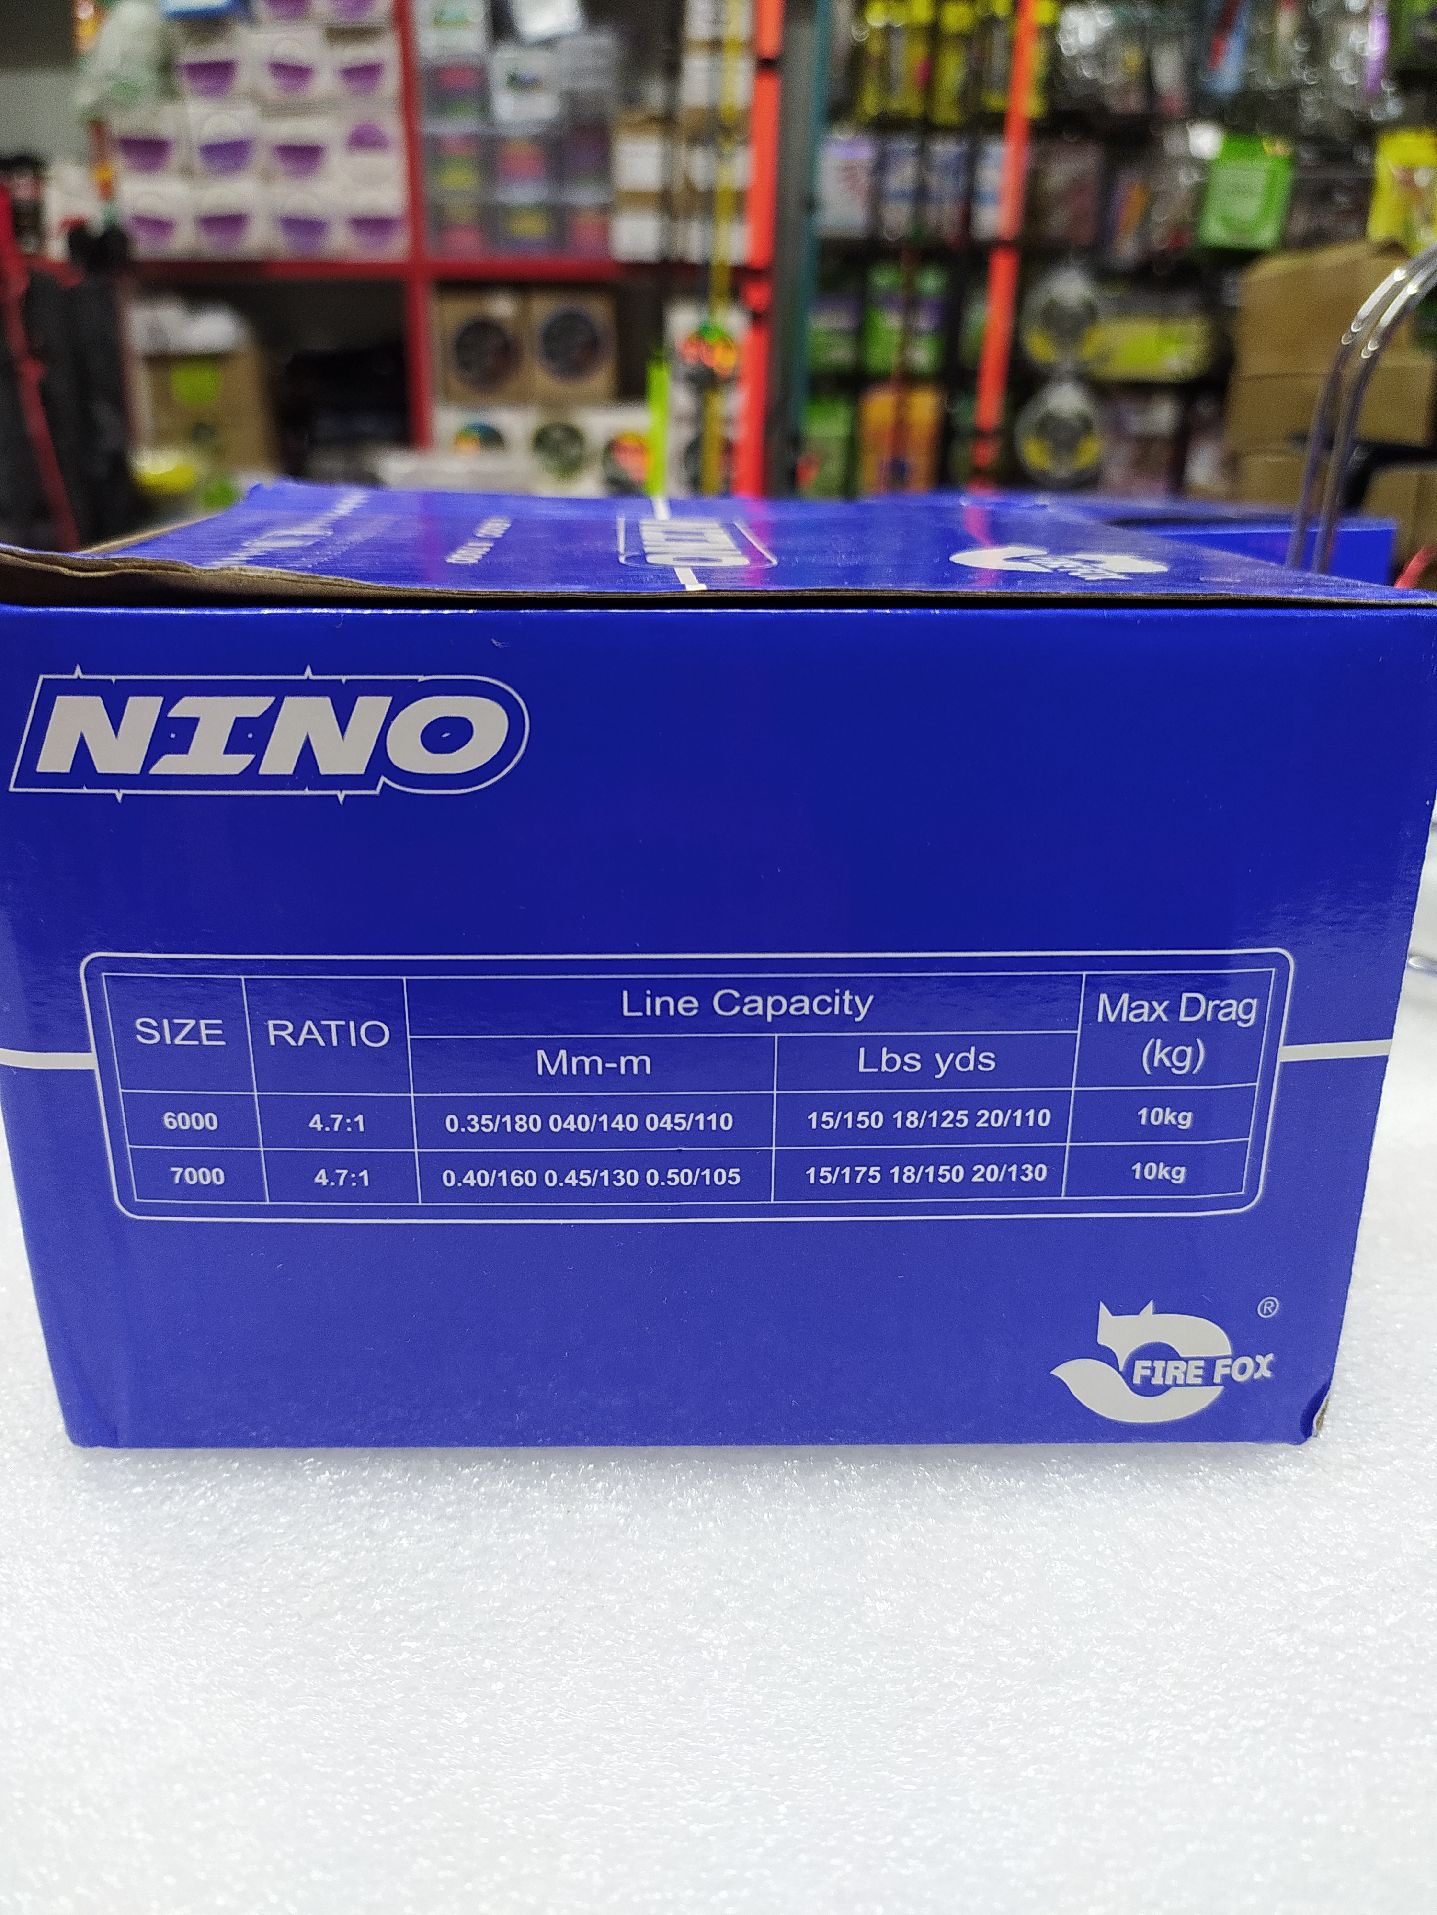 NINO
NINO
SIZE RATIO Line Capacity Max Drag (kg)
Mm-m Lbs yds
6000 4.7:1 0.35/180 040/140 045/110 15/150 18/125 20/110 10kg
7000 4.7:1 0.40/160 0.45/130 0.50/105 15/175 18/150 20/130 10kg
FIRE FOX ®